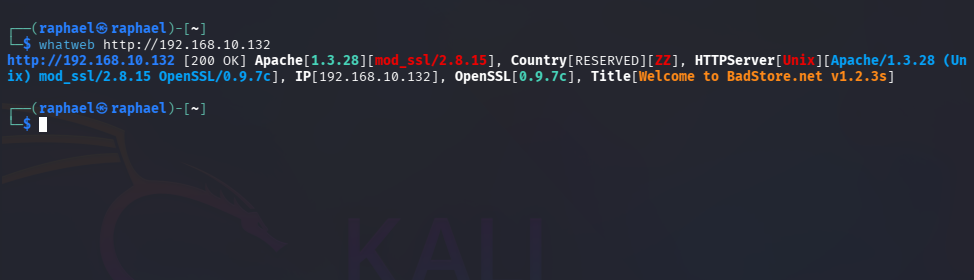 ┌──(raphael㉿raphael)-[~]
└─$ whatweb http://192.168.10.132
http://192.168.10.132 [200 OK] Apache[1.3.28][mod_ssl/2.8.15], Country[RESERVED][ZZ], HTTPServer[Unix][Apache/1.3.28 (Un
ix) mod_ssl/2.8.15 OpenSSL/0.9.7c], IP[192.168.10.132], OpenSSL[0.9.7c], Title[Welcome to BadStore.net v1.2.3s]
┌──(raphael㉿raphael)-[~]
└─$
KALI